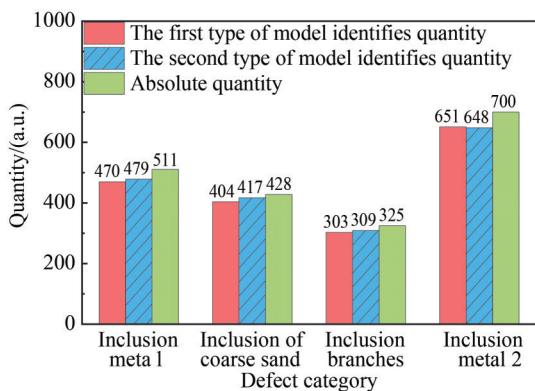 1000
800
600
400
200
0
Quantity/(a.u.)
The first type of model identifies quantity
The second type of model identifies quantity
Absolute quantity
470 479 511
404 417 428
303 309 325
651 648 700
Inclusion
meta 1
Inclusion of
coarse sand
Inclusion
branches
Inclusion
metal 2
Defect category